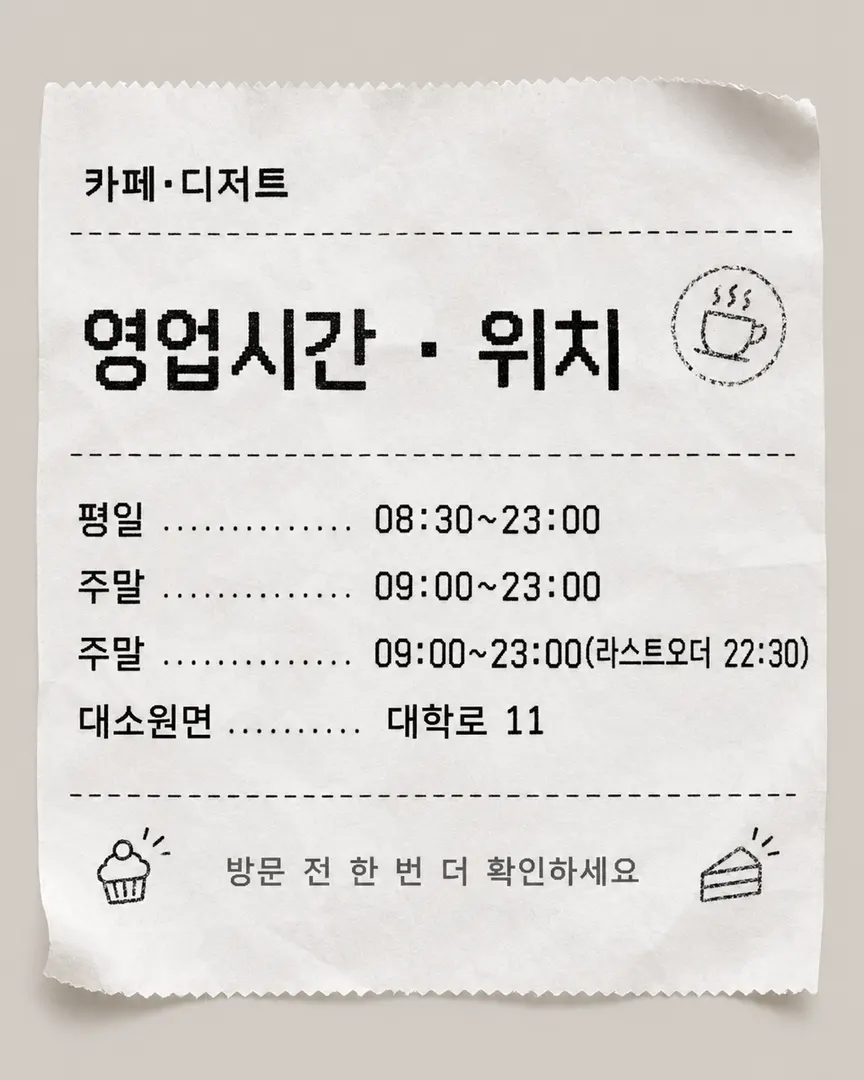 카페·디저트
영업시간 · 위치
평일 .............. 08:30~23:00
주말 .............. 09:00~23:00
주말 .............. 09:00~23:00(라스트오더 22:30)
대소원면 .......... 대학로 11
방문 전 한 번 더 확인하세요